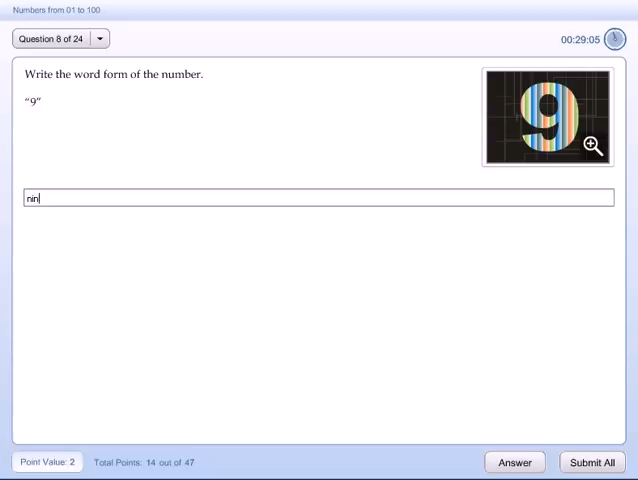 Numbers from 01 to 100
Question 8 of 24
00:29:05
Write the word form of the number.
“9”
9
nin
Point Value: 2
Total Points: 14 out of 47
Answer
Submit All